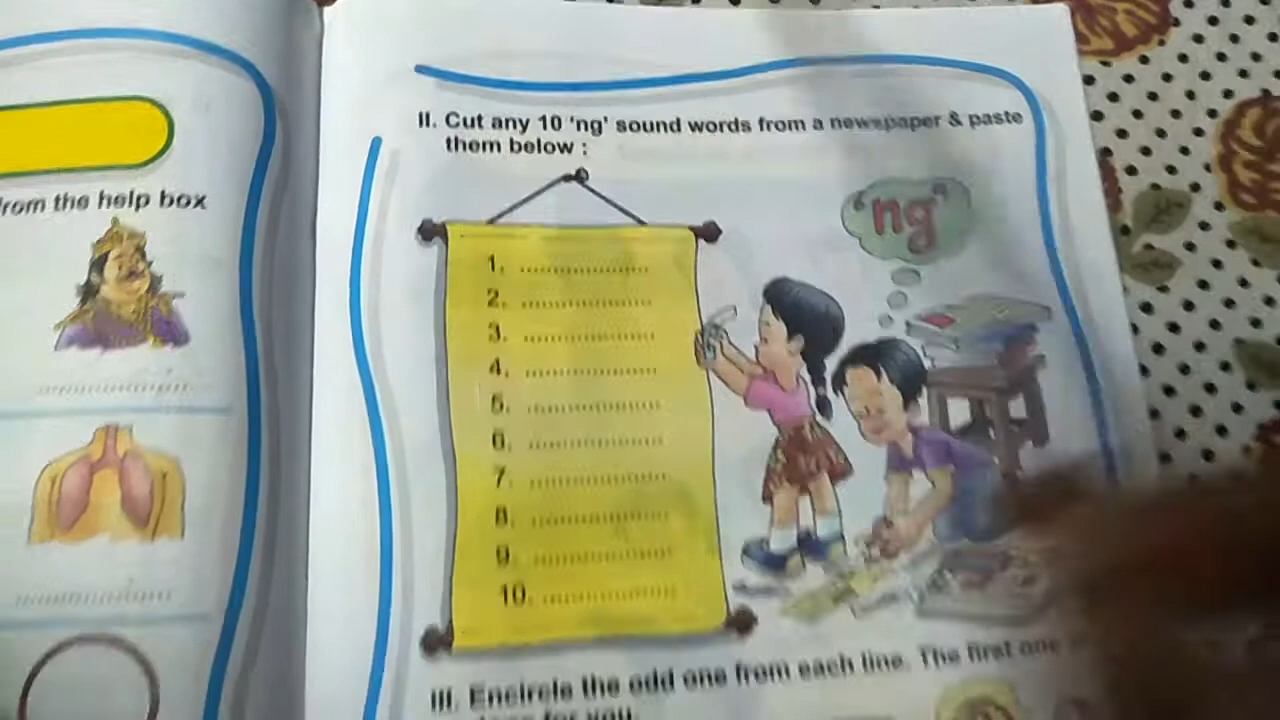 from the help box
II. Cut any 10 'ng' sound words from a newspaper & paste
them below :
"ng"
1. ....................
2. ....................
3. ....................
4. ....................
5. ....................
6. ....................
7. ....................
8. ....................
9. ....................
10. ....................
III. Encircle the odd one from each line. The first one
for you.